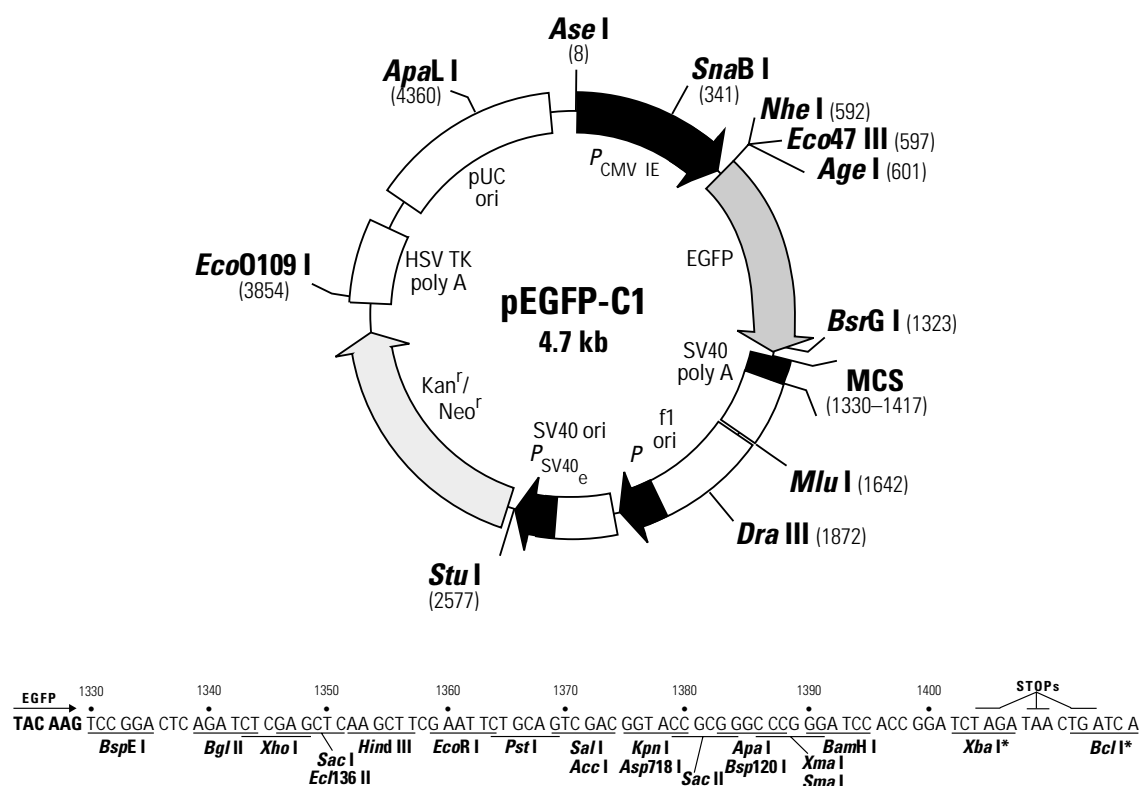 Ase I
(8)
ApaL I
(4360)
SnaB I
(341)
Nhe I (592)
Eco47 III (597)
Age I (601)
PCMV IE
pUC
ori
EGFP
HSV TK
poly A
EcoO109 I
(3854)
pEGFP-C1
4.7 kb
BsrG I (1323)
SV40
poly A
MCS
(1330–1417)
Kanr/
Neor
f1
ori
SV40 ori
PSV40e
P
Mlu I (1642)
Dra III (1872)
Stu I
(2577)
EGFP 1330 1340 1350 1360 1370 1380 1390 1400 STOPs
TAC AAG TCC GGA CTC AGA TCT CGA GCT CAA GCT TCG AAT TCT GCA GTC GAC GGT ACC GCG GGC CCG GGA TCC ACC GGA TCT AGA TAA CTG ATC A
BspE I Bgl II Xho I Hind III EcoR I Pst I Sal I Kpn I Apa I BamH I Xba I* Bcl I*
Sac I Acc I Asp718 I Bsp120 I Xma I
Ecl136 II Sac II Sma I